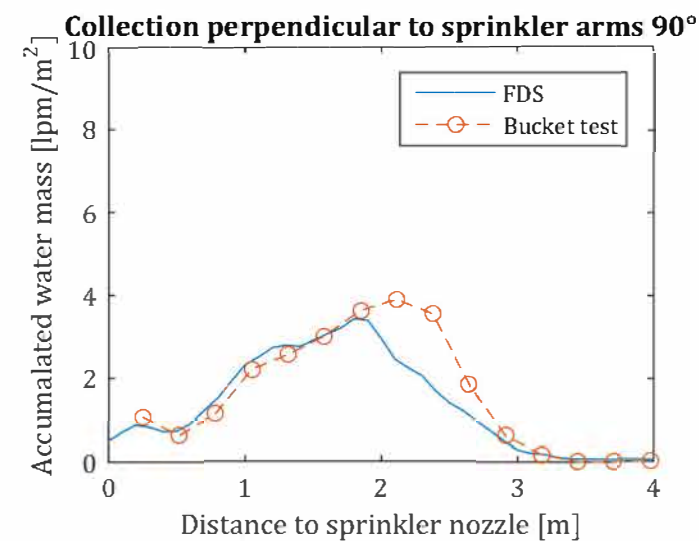 Collection perpendicular to sprinkler arms 90°
Accumalated water mass [lpm/m²]
10
8
6
4
2
0
FDS
Bucket test
0 1 2 3 4
Distance to sprinkler nozzle [m]